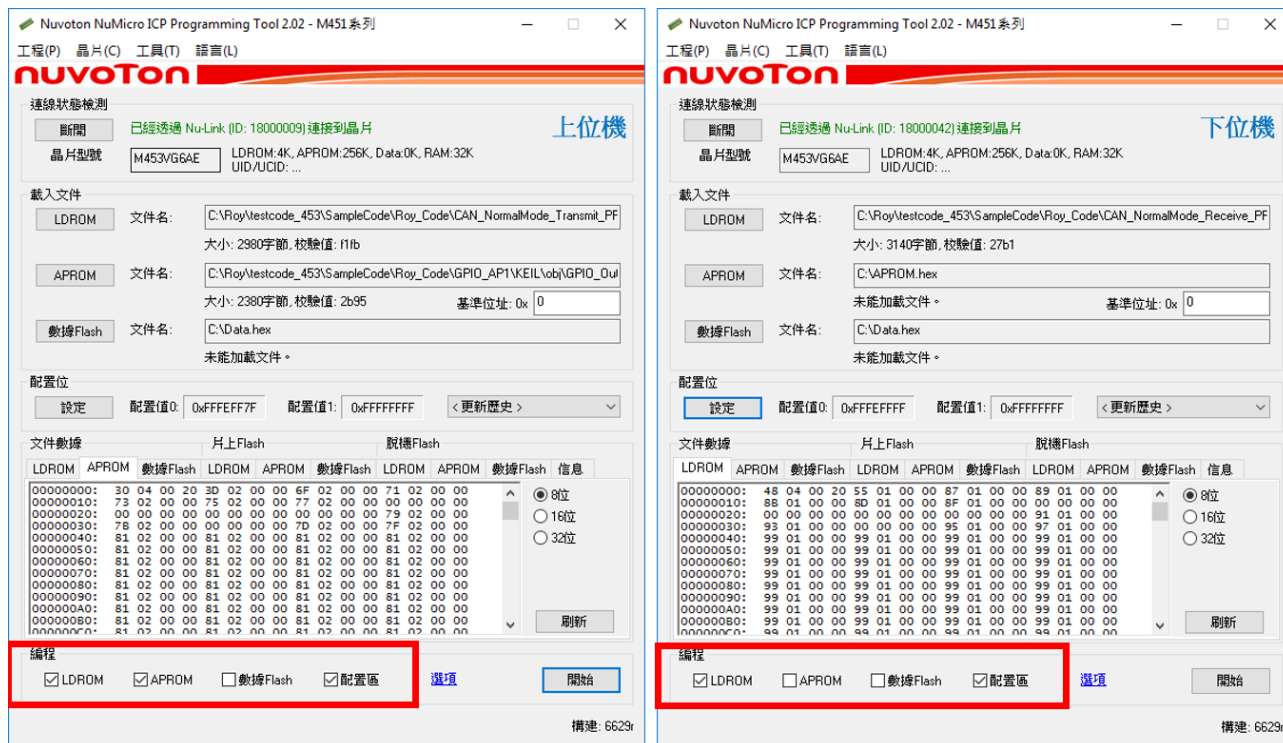 Nuvoton NuMicro ICP Programming Tool 2.02 - M451系列
工程(P) 晶片(C) 工具(T) 語言(L)
nuvoTon
連線狀態檢測
斷開 已經透過 Nu-Link (ID: 18000009)連接到晶片 上位機
晶片型號 M453VG6AE LDROM:4K, APROM:256K, Data:0K, RAM:32K
UID/UCID: ...
載入文件
LDROM 文件名: C:\Roy\testcode_453\SampleCode\Roy_Code\CAN_NormalMode_Transmit_PF
大小: 2980字節, 校驗值: f1fb
APROM 文件名: C:\Roy\testcode_453\SampleCode\Roy_Code\GPIO_AP1\KEIL\obj\GPIO_Out
大小: 2380字節, 校驗值: 2b95 基準位址: 0x 0
數據Flash 文件名: C:\Data.hex
未能加載文件。
配置位
設定 配置值0: 0xFFFEFF7F 配置值1: 0xFFFFFFFF <更新歷史>
文件數據 片上Flash 脫機Flash
LDROM APROM 數據Flash LDROM APROM 數據Flash LDROM APROM 數據Flash 信息
00000000: 30 04 00 20 3D 02 00 00 6F 02 00 00 71 02 00 00
00000010: 73 02 00 00 75 02 00 00 77 02 00 00 00 00 00 00
00000020: 00 00 00 00 00 00 00 00 00 00 00 00 79 02 00 00
00000030: 7B 02 00 00 00 00 00 00 7D 02 00 00 7F 02 00 00
00000040: 81 02 00 00 81 02 00 00 81 02 00 00 81 02 00 00
00000050: 81 02 00 00 81 02 00 00 81 02 00 00 81 02 00 00
00000060: 81 02 00 00 81 02 00 00 81 02 00 00 81 02 00 00
00000070: 81 02 00 00 81 02 00 00 81 02 00 00 81 02 00 00
00000080: 81 02 00 00 81 02 00 00 81 02 00 00 81 02 00 00
00000090: 81 02 00 00 81 02 00 00 81 02 00 00 81 02 00 00
000000A0: 81 02 00 00 81 02 00 00 81 02 00 00 81 02 00 00
000000B0: 81 02 00 00 81 02 00 00 81 02 00 00 81 02 00 00
000000C0: 81 02 00 00 81 02 00 00 81 02 00 00 81 02 00 00
8位
16位
32位
刷新
編程
LDROM APROM 數據Flash 配置區 選項 開始
構建: 6629r
Nuvoton NuMicro ICP Programming Tool 2.02 - M451系列
工程(P) 晶片(C) 工具(T) 語言(L)
nuvoTon
連線狀態檢測
斷開 已經透過 Nu-Link (ID: 18000042)連接到晶片 下位機
晶片型號 M453VG6AE LDROM:4K, APROM:256K, Data:0K, RAM:32K
UID/UCID: ...
載入文件
LDROM 文件名: C:\Roy\testcode_453\SampleCode\Roy_Code\CAN_NormalMode_Receive_PF
大小: 3140字節, 校驗值: 27b1
APROM 文件名: C:\APROM.hex
未能加載文件。 基準位址: 0x 0
數據Flash 文件名: C:\Data.hex
未能加載文件。
配置位
設定 配置值0: 0xFFFEFFFF 配置值1: 0xFFFFFFFF <更新歷史>
文件數據 片上Flash 脫機Flash
LDROM APROM 數據Flash LDROM APROM 數據Flash LDROM APROM 數據Flash 信息
00000000: 48 04 00 20 55 01 00 00 87 01 00 00 89 01 00 00
00000010: 8B 01 00 00 8D 01 00 00 8F 01 00 00 00 00 00 00
00000020: 00 00 00 00 00 00 00 00 00 00 00 00 91 01 00 00
00000030: 93 01 00 00 00 00 00 00 95 01 00 00 97 01 00 00
00000040: 99 01 00 00 99 01 00 00 99 01 00 00 99 01 00 00
00000050: 99 01 00 00 99 01 00 00 99 01 00 00 99 01 00 00
00000060: 99 01 00 00 99 01 00 00 99 01 00 00 99 01 00 00
00000070: 99 01 00 00 99 01 00 00 99 01 00 00 99 01 00 00
00000080: 99 01 00 00 99 01 00 00 99 01 00 00 99 01 00 00
00000090: 99 01 00 00 99 01 00 00 99 01 00 00 99 01 00 00
000000A0: 99 01 00 00 99 01 00 00 99 01 00 00 99 01 00 00
000000B0: 99 01 00 00 99 01 00 00 99 01 00 00 99 01 00 00
000000C0: 99 01 00 00 99 01 00 00 99 01 00 00 99 01 00 00
8位
16位
32位
刷新
編程
LDROM APROM 數據Flash 配置區 選項 開始
構建: 6629r